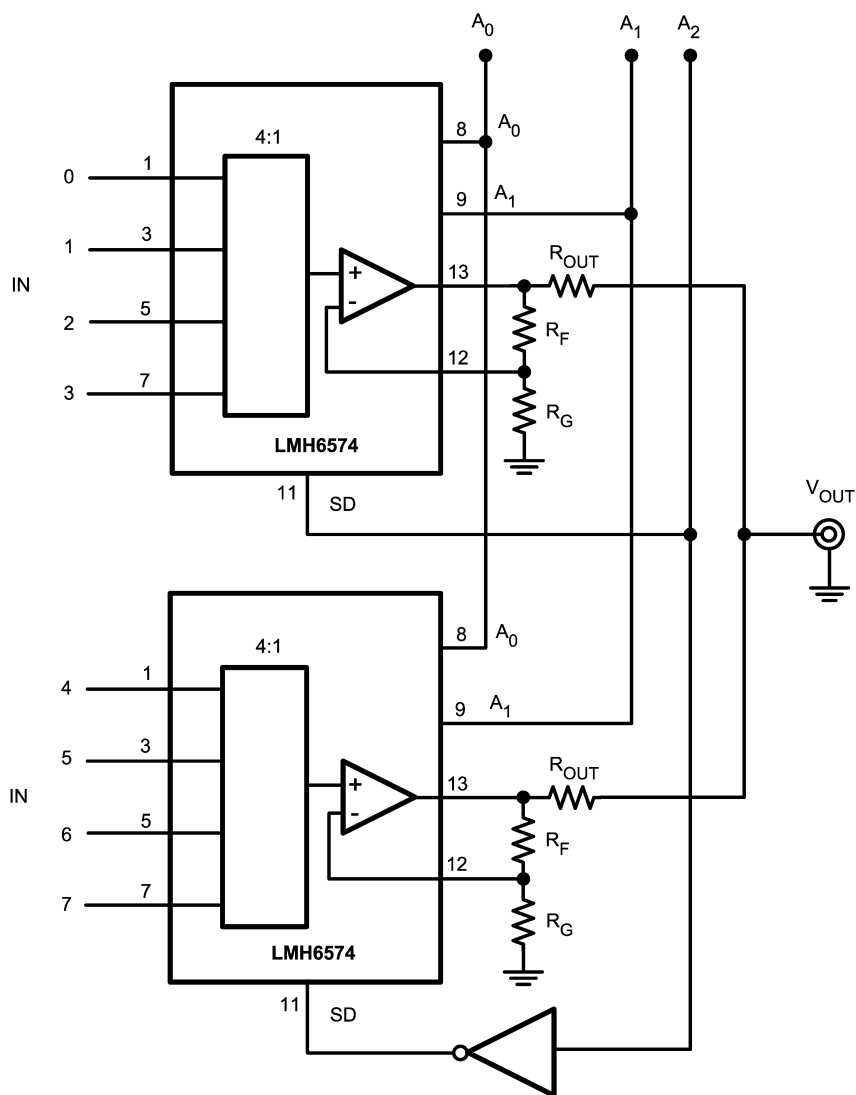 A0 A1 A2
8 A0
4:1
0 1
9 A1
1 3
13 ROUT
+
IN
-
2 5
RF
12
3 7
RG
LMH6574
11 SD
VOUT
8 A0
4:1
4 1
9 A1
5 3
13 ROUT
+
IN
-
6 5
RF
12
7 7
RG
LMH6574
11 SD